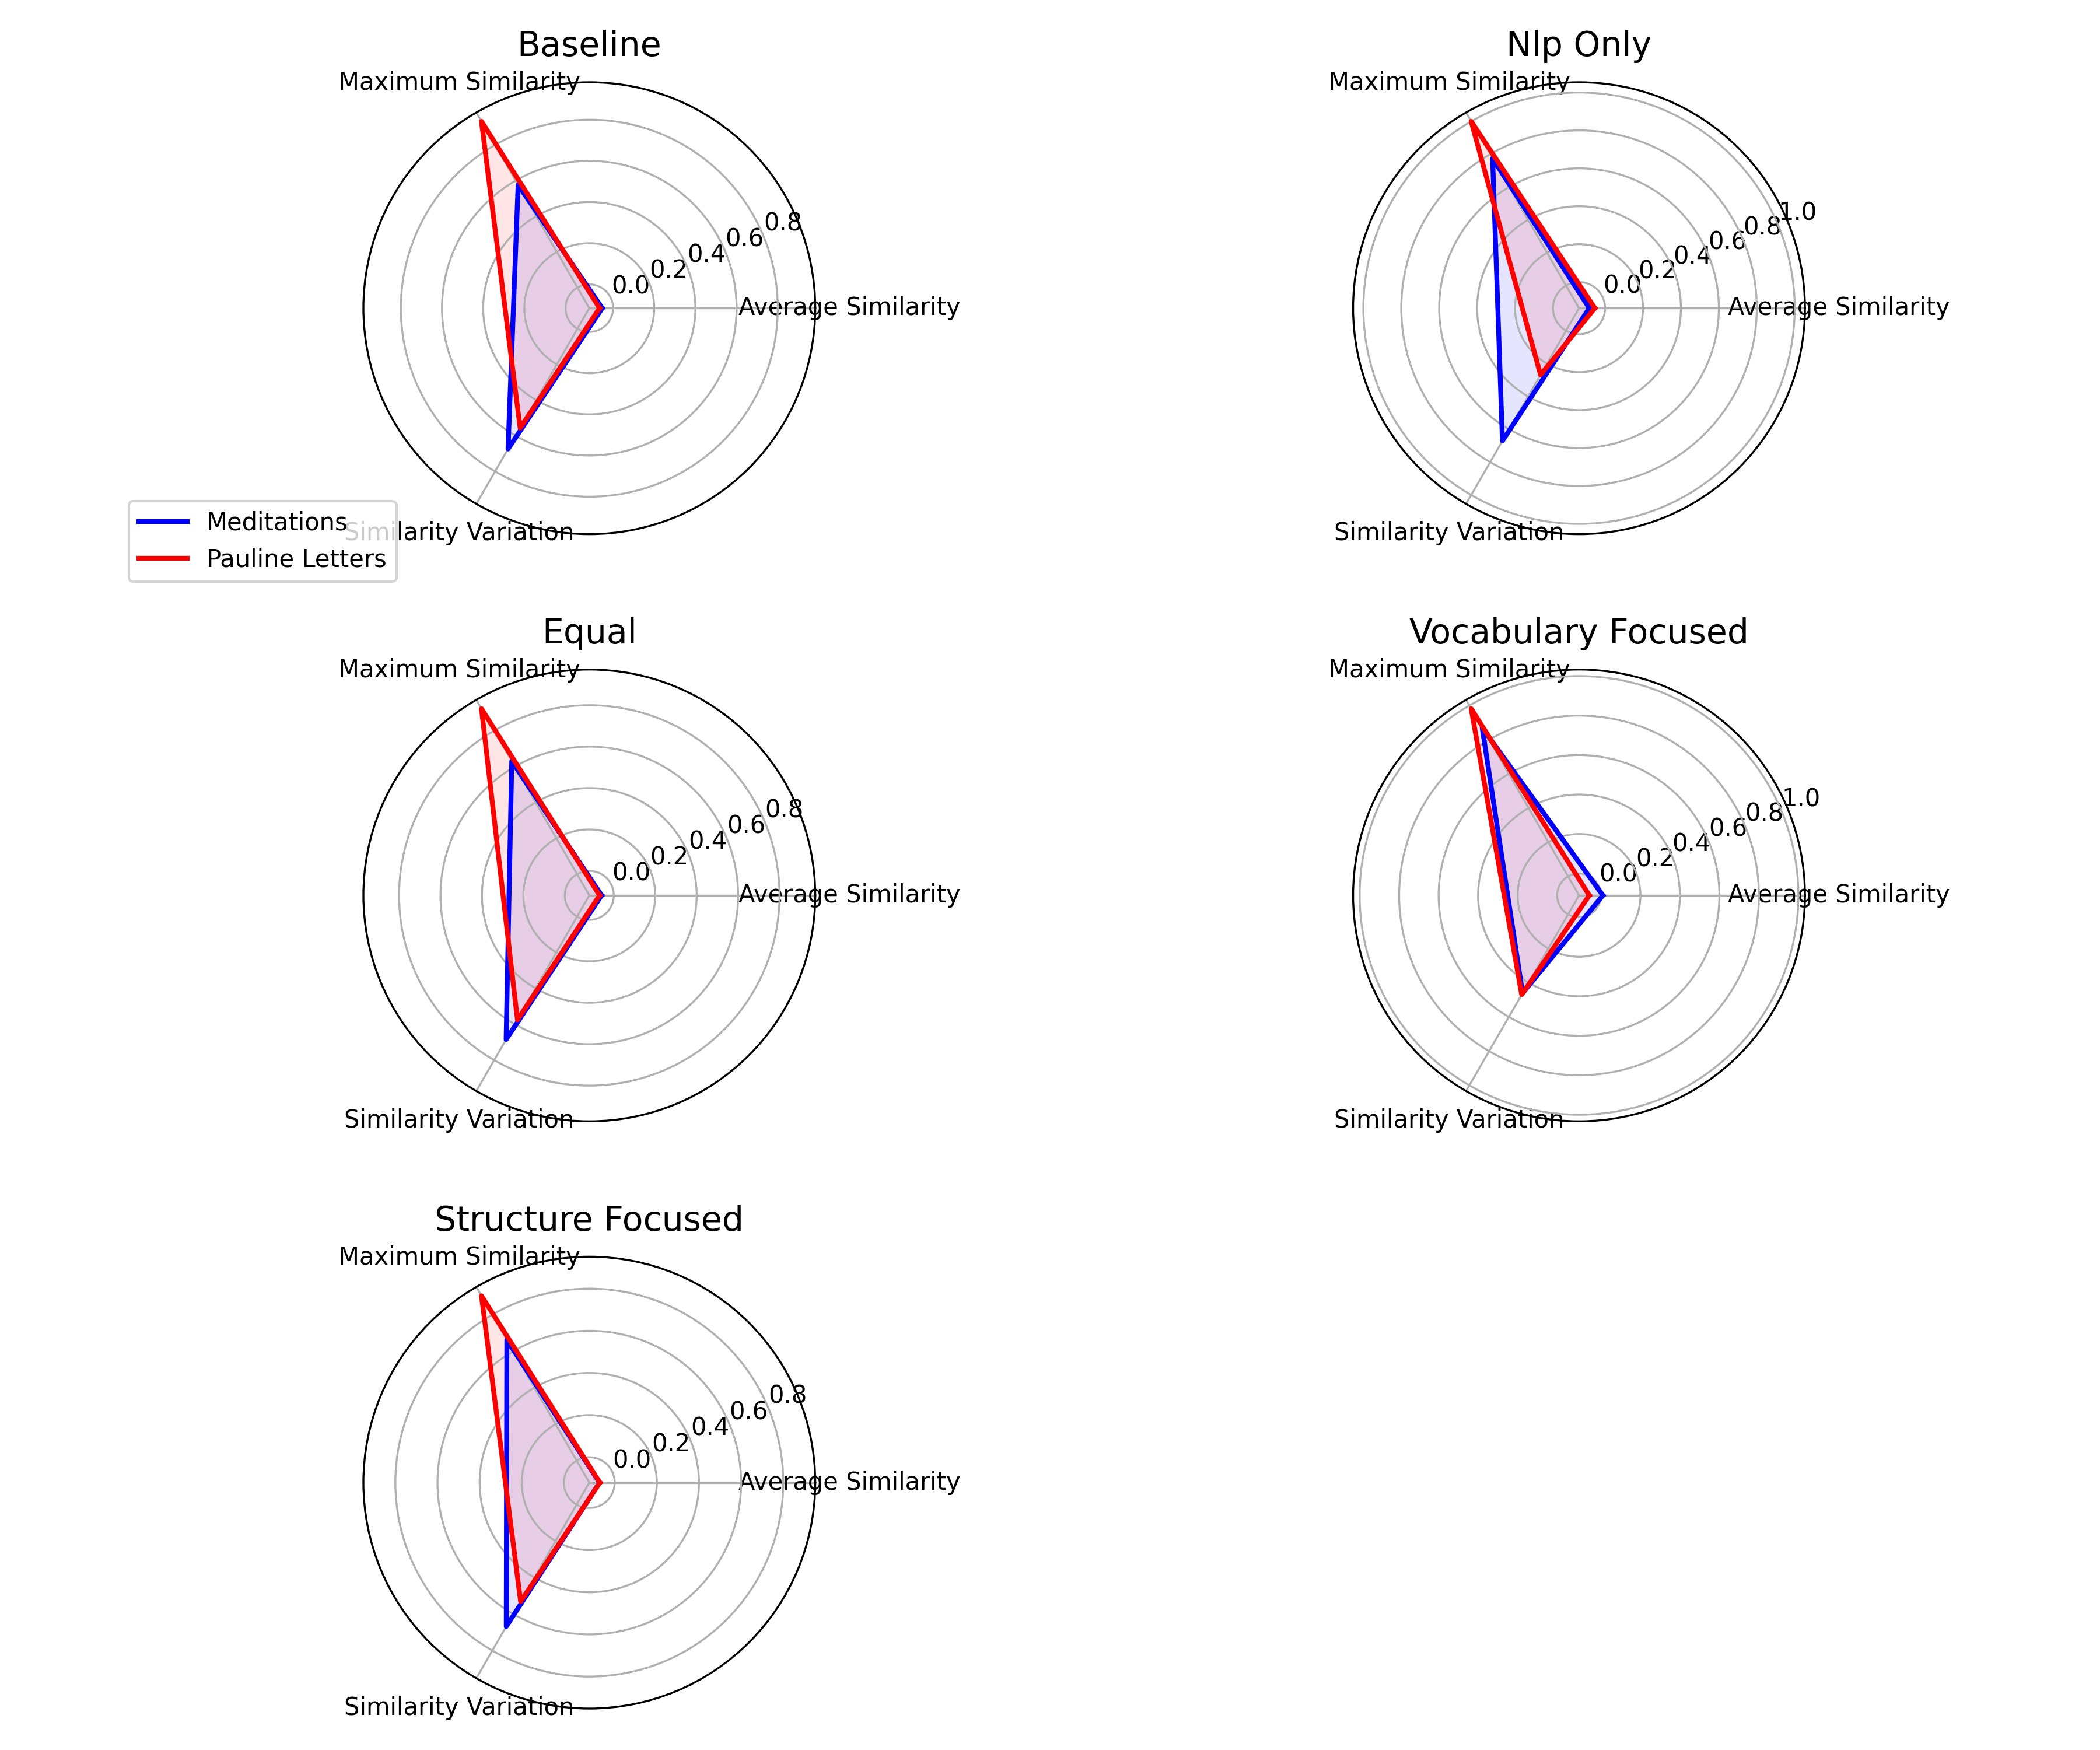 Baseline
Maximum Similarity
0.8
0.6
0.4
0.2
0.0
Average Similarity
Similarity Variation
Meditations
Pauline Letters
Nlp Only
Maximum Similarity
1.0
0.8
0.6
0.4
0.2
0.0
Average Similarity
Similarity Variation
Equal
Maximum Similarity
0.8
0.6
0.4
0.2
0.0
Average Similarity
Similarity Variation
Vocabulary Focused
Maximum Similarity
1.0
0.8
0.6
0.4
0.2
0.0
Average Similarity
Similarity Variation
Structure Focused
Maximum Similarity
0.8
0.6
0.4
0.2
0.0
Average Similarity
Similarity Variation